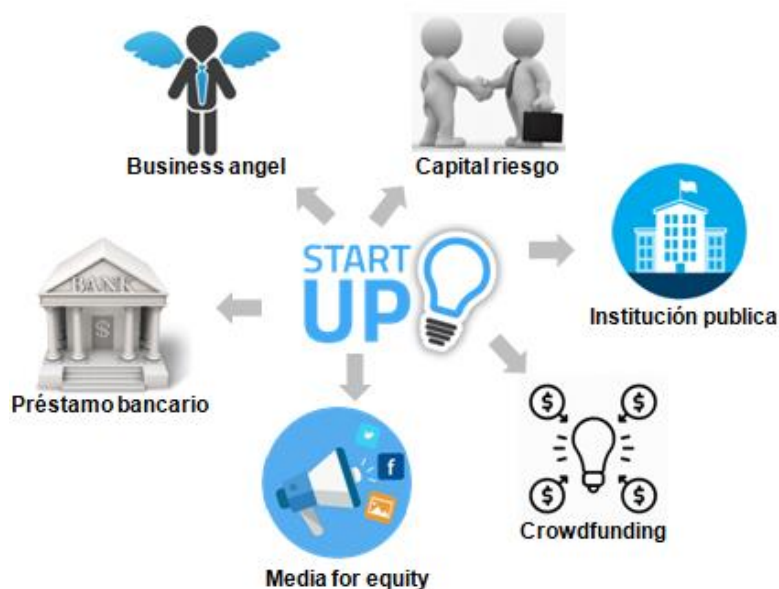 Business angel
Capital riesgo
START
UP
Institución publica
BANK
$
Préstamo bancario
f
$ $
$ $
Crowdfunding
Media for equity